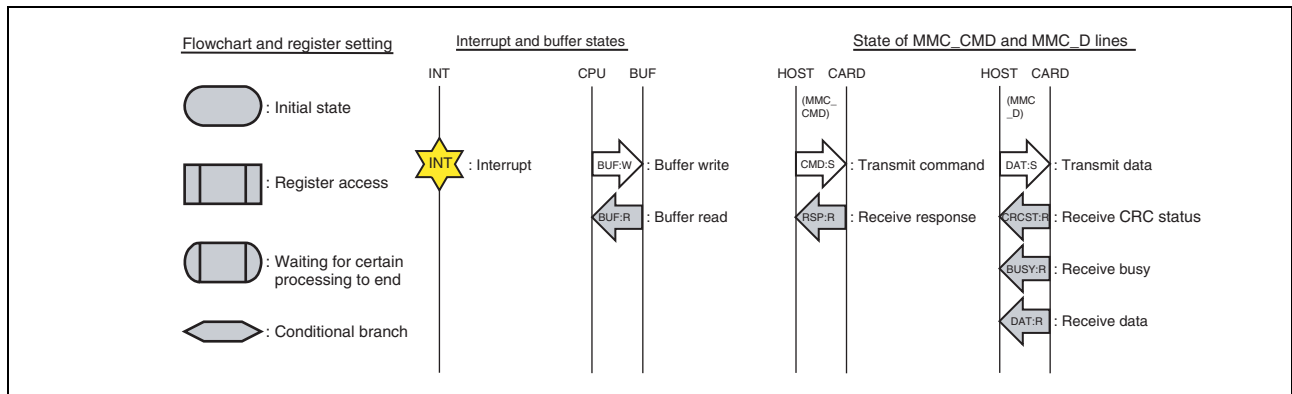 Flowchart and register setting
: Initial state
: Register access
: Waiting for certain
processing to end
: Conditional branch
Interrupt and buffer states
INT
CPU BUF
INT : Interrupt
BUF:W : Buffer write
BUF:R : Buffer read
State of MMC_CMD and MMC_D lines
HOST CARD
(MMC_
CMD)
CMD:S : Transmit command
RSP:R : Receive response
HOST CARD
(MMC
_D)
DAT:S : Transmit data
CRCST:R : Receive CRC status
BUSY:R : Receive busy
DAT:R : Receive data